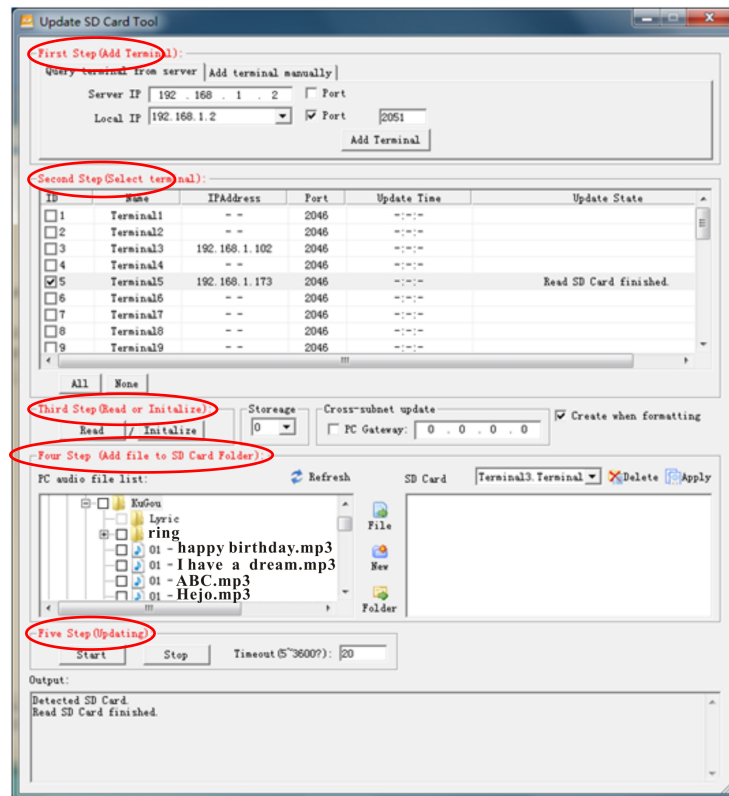 Update SD Card Tool
First Step(Add Terminal):
Query terminal from server Add terminal manually
Server IP 192 . 168 . 1 . 2 Port
Local IP 192.168.1.2 Port 2051
Add Terminal
Second Step(Select terminal):
ID Name IPAddress Port Update Time Update State
1 Terminal1 - - 2046 -:-:-
2 Terminal2 - - 2046 -:-:-
3 Terminal3 192.168.1.102 2046 -:-:-
4 Terminal4 - - 2046 -:-:-
5 Terminal5 192.168.1.173 2046 -:-:- Read SD Card finished.
6 Terminal6 - - 2046 -:-:-
7 Terminal7 - - 2046 -:-:-
8 Terminal8 - - 2046 -:-:-
9 Terminal9 - - 2046 -:-:-
All None
Third Step(Read or Initalize): Storeage Cross-subnet update
Read / Initalize 0 PC Gateway: 0 . 0 . 0 . 0 Create when formatting
Four Step (Add file to SD Card Folder):
PC audio file list: Refresh SD Card Terminal3.Terminal Delete Apply
KuGou
Lyric
ring
01 - happy birthday.mp3
01 - I have a dream.mp3
01 - ABC.mp3
01 - Hejo.mp3
File
New
Folder
Five Step(Updating)
Start Stop Timeout(5~3600?): 20
Output:
Detected SD Card.
Read SD Card finished.